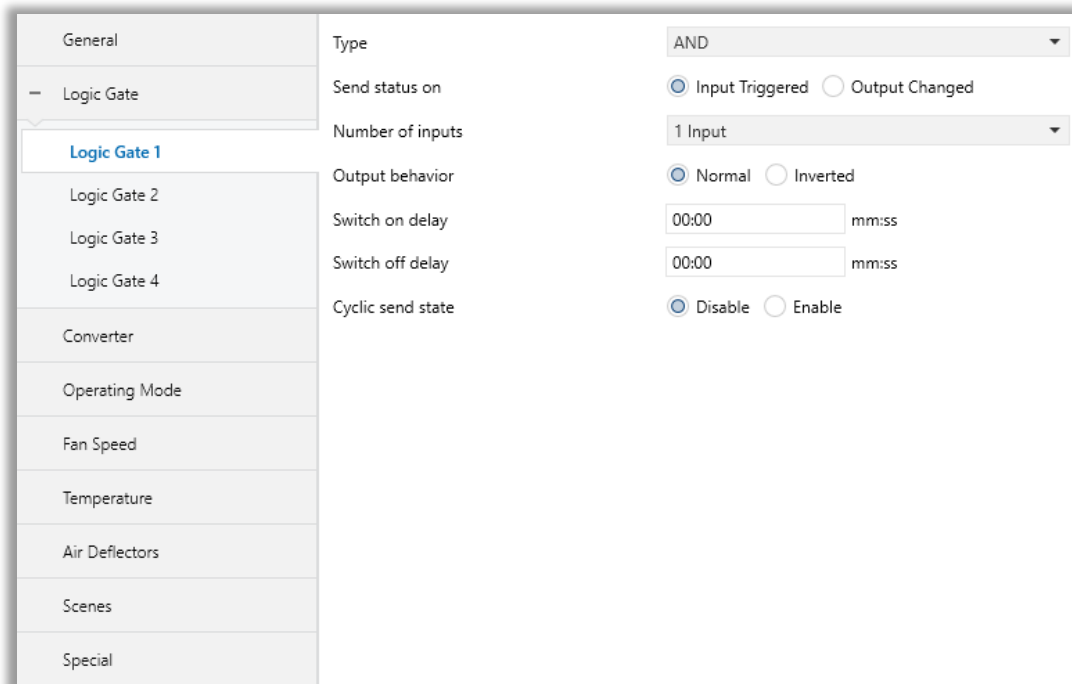 General
Logic Gate
Logic Gate 1
Logic Gate 2
Logic Gate 3
Logic Gate 4
Converter
Operating Mode
Fan Speed
Temperature
Air Deflectors
Scenes
Special
Type AND
Send status on Input Triggered Output Changed
Number of inputs 1 Input
Output behavior Normal Inverted
Switch on delay 00:00 mm:ss
Switch off delay 00:00 mm:ss
Cyclic send state Disable Enable